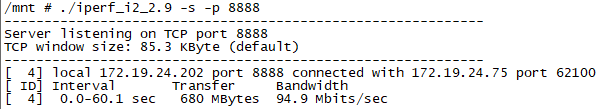 /mnt # ./iperf_i2_2.9 -s -p 8888
------------------------------------------------------------
Server listening on TCP port 8888
TCP window size: 85.3 KByte (default)
------------------------------------------------------------
[  4] local 172.19.24.202 port 8888 connected with 172.19.24.75 port 62100
[ ID] Interval       Transfer     Bandwidth
[  4]  0.0-60.1 sec   680 MBytes  94.9 Mbits/sec